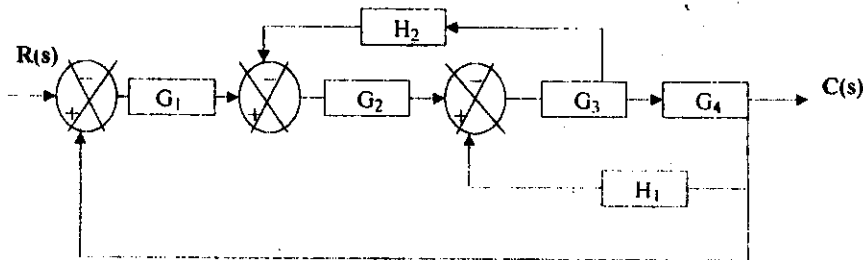 H₂
R(s)
−
−
−
C(s)
G₁
G₂
G₃
G₄
+
+
+
H₁